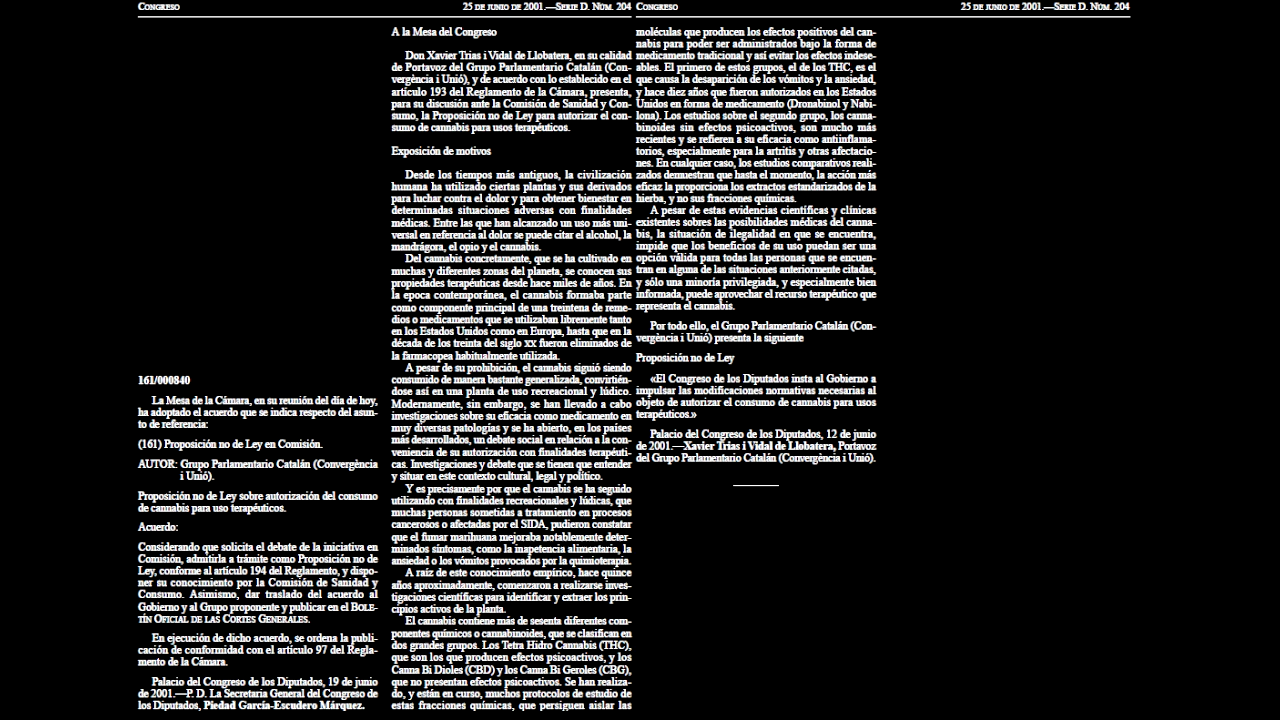 CONGRESO
25 DE JUNIO DE 2001.—SERIE D. NÚM. 204
CONGRESO
25 DE JUNIO DE 2001.—SERIE D. NÚM. 204
161/000840
La Mesa de la Cámara, en su reunión del día de hoy,
ha adoptado el acuerdo que se indica respecto del asun-
to de referencia:
(161) Proposición no de Ley en Comisión.
AUTOR: Grupo Parlamentario Catalán (Convergència
i Unió).
Proposición no de Ley sobre autorización del consumo
de cannabis para uso terapéuticos.
Acuerdo:
Considerando que solicita el debate de la iniciativa en
Comisión, admitirla a trámite como Proposición no de
Ley, conforme al artículo 194 del Reglamento, y dispo-
ner su conocimiento por la Comisión de Sanidad y
Consumo. Asimismo, dar traslado del acuerdo al
Gobierno y al Grupo proponente y publicar en el BOLE-
TÍN OFICIAL DE LAS CORTES GENERALES.
En ejecución de dicho acuerdo, se ordena la publi-
cación de conformidad con el artículo 97 del Regla-
mento de la Cámara.
Palacio del Congreso de los Diputados, 19 de junio
de 2001.—P. D. La Secretaria General del Congreso de
los Diputados, Piedad García-Escudero Márquez.
A la Mesa del Congreso
Don Xavier Trias i Vidal de Llobatera, en su calidad
de Portavoz del Grupo Parlamentario Catalán (Con-
vergència i Unió), y de acuerdo con lo establecido en el
artículo 193 del Reglamento de la Cámara, presenta,
para su discusión ante la Comisión de Sanidad y Con-
sumo, la Proposición no de Ley para autorizar el con-
sumo de cannabis para usos terapéuticos.
Exposición de motivos
Desde los tiempos más antiguos, la civilización
humana ha utilizado ciertas plantas y sus derivados
para luchar contra el dolor y para obtener bienestar en
determinadas situaciones adversas con finalidades
médicas. Entre las que han alcanzado un uso más uni-
versal en referencia al dolor se puede citar el alcohol, la
mandrágora, el opio y el cannabis.
Del cannabis concretamente, que se ha cultivado en
muchas y diferentes zonas del planeta, se conocen sus
propiedades terapéuticas desde hace miles de años. En
la epoca contemporánea, el cannabis formaba parte
como componente principal de una treintena de reme-
dios o medicamentos que se utilizaban libremente tanto
en los Estados Unidos como en Europa, hasta que en la
década de los treinta del siglo XX fueron eliminados de
la farmacopea habitualmente utilizada.
A pesar de su prohibición, el cannabis siguió siendo
consumido de manera bastante generalizada, convirtién-
dose así en una planta de uso recreacional y lúdico.
Modernamente, sin embargo, se han llevado a cabo
investigaciones sobre su eficacia como medicamento en
muy diversas patologías y se ha abierto, en los países
más desarrollados, un debate social en relación a la con-
veniencia de su autorización con finalidades terapéuti-
cas. Investigaciones y debate que se tienen que entender
y situar en este contexto cultural, legal y político.
Y es precisamente por que el cannabis se ha seguido
utilizando con finalidades recreacionales y lúdicas, que
muchas personas sometidas a tratamiento en procesos
cancerosos o afectadas por el SIDA, pudieron constatar
que el fumar marihuana mejoraba notablemente deter-
minados síntomas, como la inapetencia alimentaria, la
ansiedad o los vómitos provocados por la quimioterapia.
A raíz de este conocimiento empírico, hace quince
años aproximadamente, comenzaron a realizarse inves-
tigaciones científicas para identificar y extraer los prin-
cipios activos de la planta.
El cannabis contiene más de sesenta diferentes com-
ponentes químicos o cannabinoides, que se clasifican en
dos grandes grupos. Los Tetra Hidro Cannabis (THC),
que son los que producen efectos psicoactivos, y los
Canna Bi Dioles (CBD) y los Canna Bi Geroles (CBG),
que no presentan efectos psicoactivos. Se han realiza-
do, y están en curso, muchos protocolos de estudio de
estas fracciones químicas, que persiguen aislar las
moléculas que producen los efectos positivos del can-
nabis para poder ser administrados bajo la forma de
medicamento tradicional y así evitar los efectos indese-
ables. El primero de estos grupos, el de los THC, es el
que causa la desaparición de los vómitos y la ansiedad,
y hace diez años que fueron autorizados en los Estados
Unidos en forma de medicamento (Dronabinol y Nabi-
lona). Los estudios sobre el segundo grupo, los canna-
binoides sin efectos psicoactivos, son mucho más
recientes y se refieren a su eficacia como antiinflama-
torios, especialmente para la artritis y otras afectacio-
nes. En cualquier caso, los estudios comparativos reali-
zados demuestran que hasta el momento, la acción más
eficaz la proporciona los extractos estandarizados de la
hierba, y no sus fracciones químicas.
A pesar de estas evidencias científicas y clínicas
existentes sobres las posibilidades médicas del canna-
bis, la situación de ilegalidad en que se encuentra,
impide que los beneficios de su uso puedan ser una
opción válida para todas las personas que se encuen-
tran en alguna de las situaciones anteriormente citadas,
y sólo una minoría privilegiada, y especialmente bien
informada, puede aprovechar el recurso terapéutico que
representa el cannabis.
Por todo ello, el Grupo Parlamentario Catalán (Con-
vergència i Unió) presenta la siguiente
Proposición no de Ley
«El Congreso de los Diputados insta al Gobierno a
impulsar las modificaciones normativas necesarias al
objeto de autorizar el consumo de cannabis para usos
terapéuticos.»
Palacio del Congreso de los Diputados, 12 de junio
de 2001.—Xavier Trias i Vidal de Llobatera, Portavoz
del Grupo Parlamentario Catalán (Convergència i Unió).